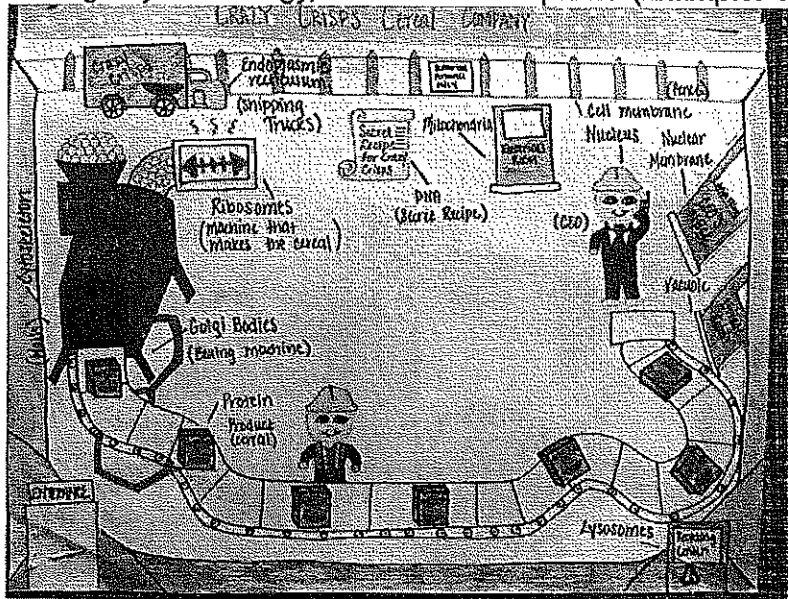 CRAZY CRISPS Cereal COMPANY
Endoplasmic
reticulum
(Shipping
Trucks)
Secret
Recipe
for Crazy
Crisps
Mitochondria
(Fence)
Cell membrane
Nucleus
Nuclear
Membrane
Ribosomes
(machine that
makes the cereal)
DNA
(Secret Recipe)
(CEO)
Vacuole
Cytoskeleton
Golgi Bodies
(Boxing machine)
Protein
Product
(cereal)
Lysosomes